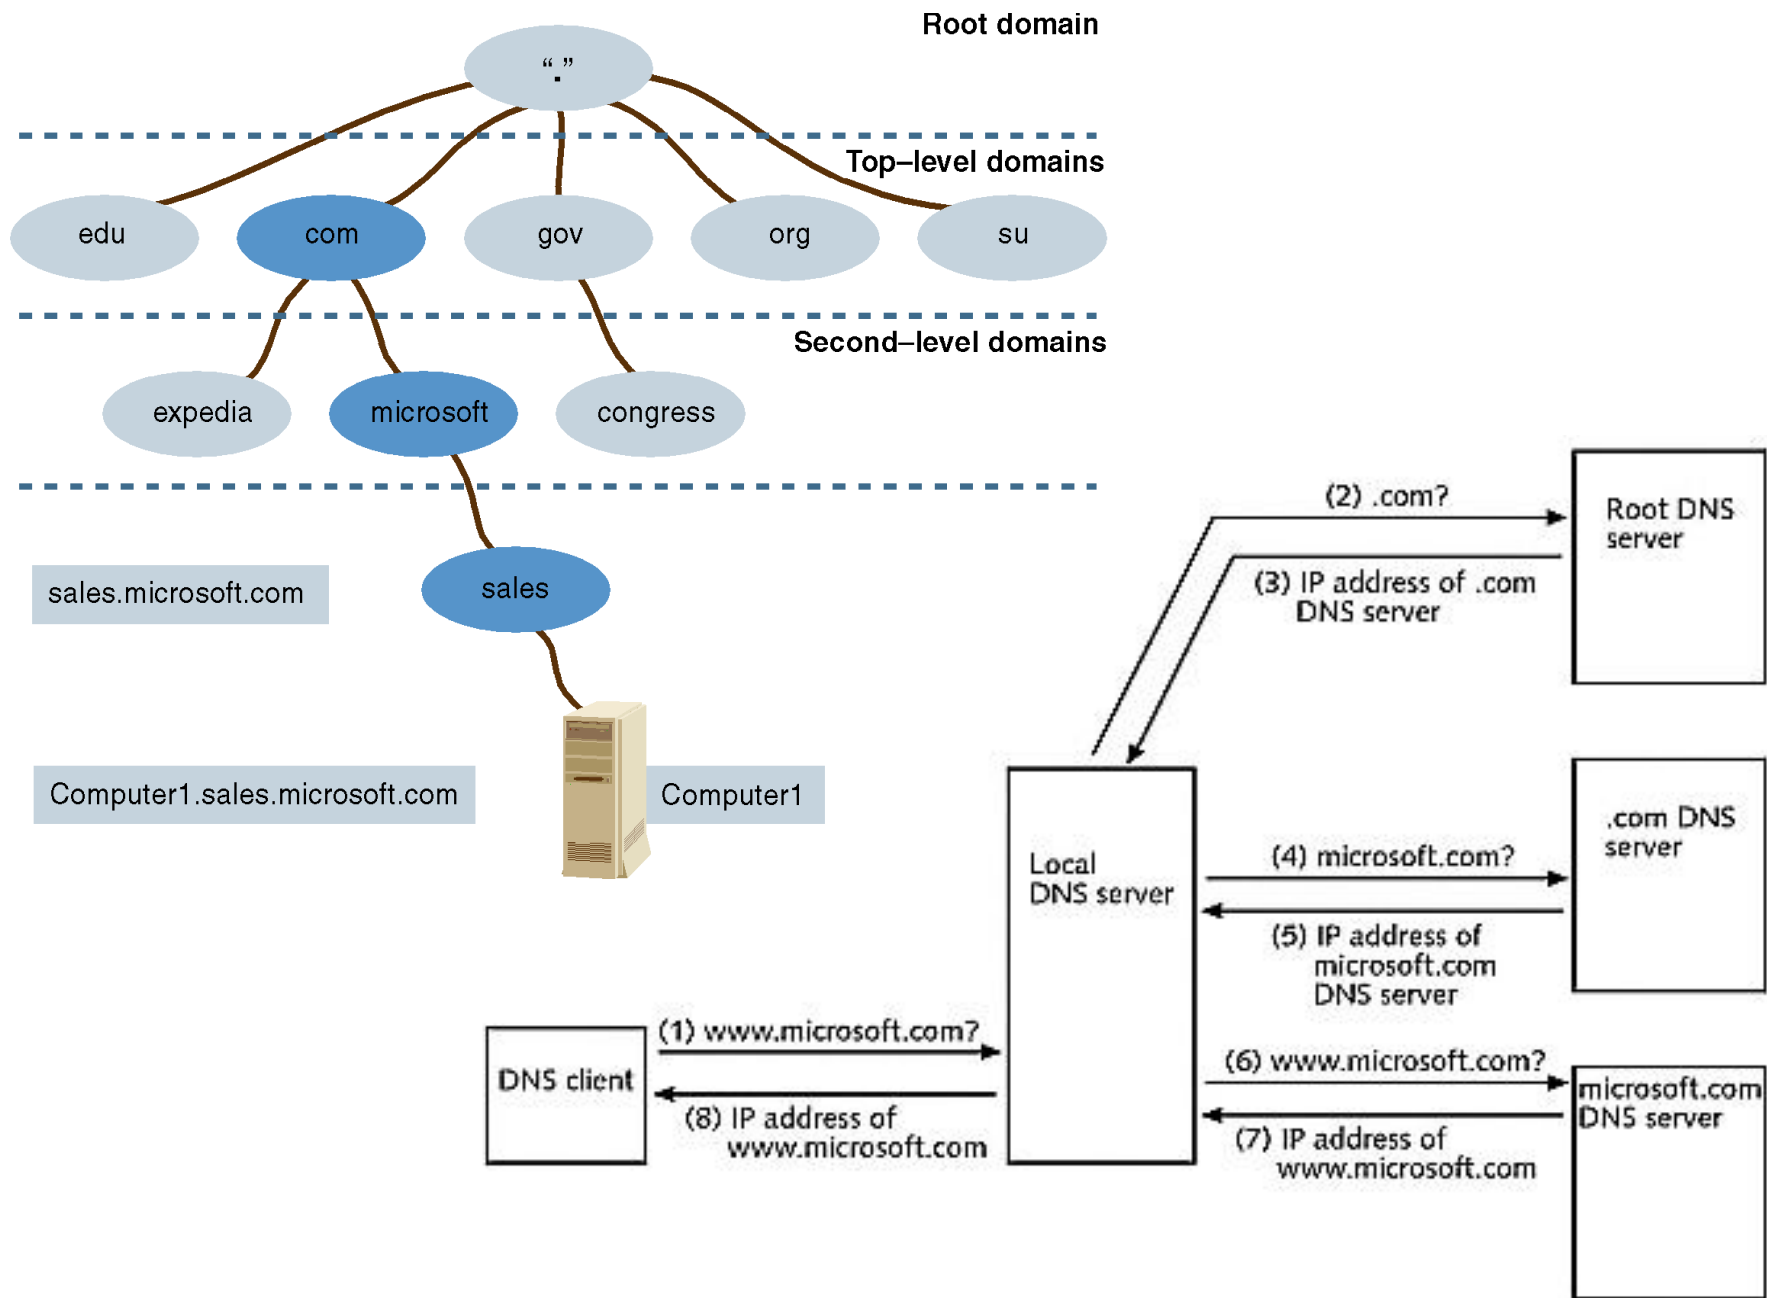 Root domain
“.”
Top–level domains
edu
com
gov
org
su
Second–level domains
expedia
microsoft
congress
sales.microsoft.com
sales
Computer1.sales.microsoft.com
Computer1
(2) .com?
Root DNS
server
(3) IP address of .com
DNS server
Local
DNS server
.com DNS
server
(4) microsoft.com?
(5) IP address of
microsoft.com
DNS server
DNS client
(1) www.microsoft.com?
(8) IP address of
www.microsoft.com
(6) www.microsoft.com?
microsoft.com
DNS server
(7) IP address of
www.microsoft.com